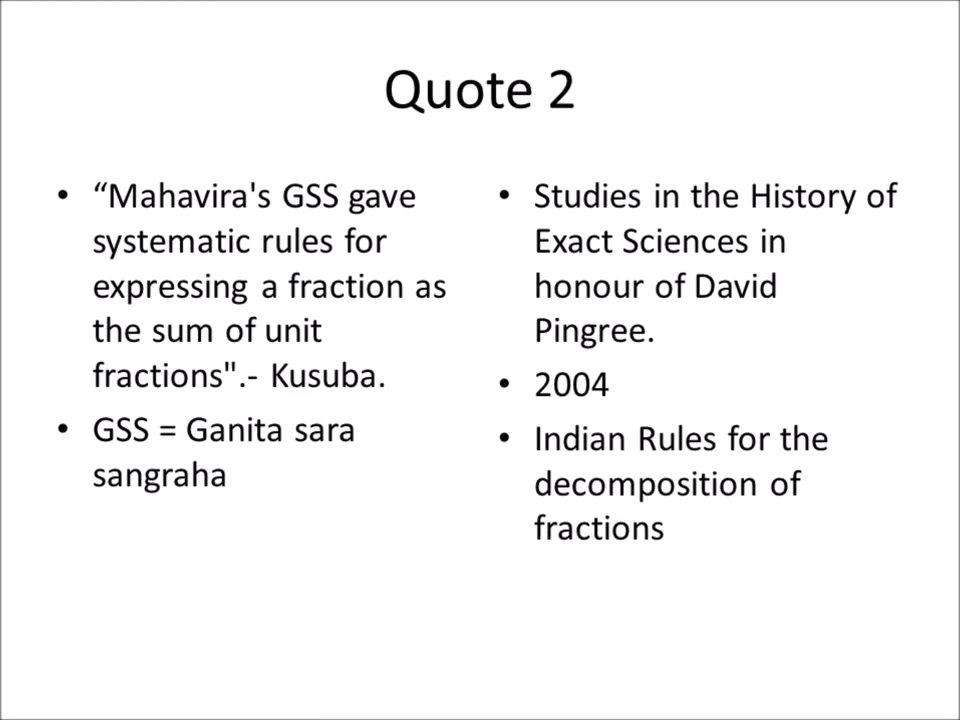 Quote 2
• “Mahavira's GSS gave
systematic rules for
expressing a fraction as
the sum of unit
fractions".- Kusuba.
• GSS = Ganita sara
sangraha
• Studies in the History of
Exact Sciences in
honour of David
Pingree.
• 2004
• Indian Rules for the
decomposition of
fractions